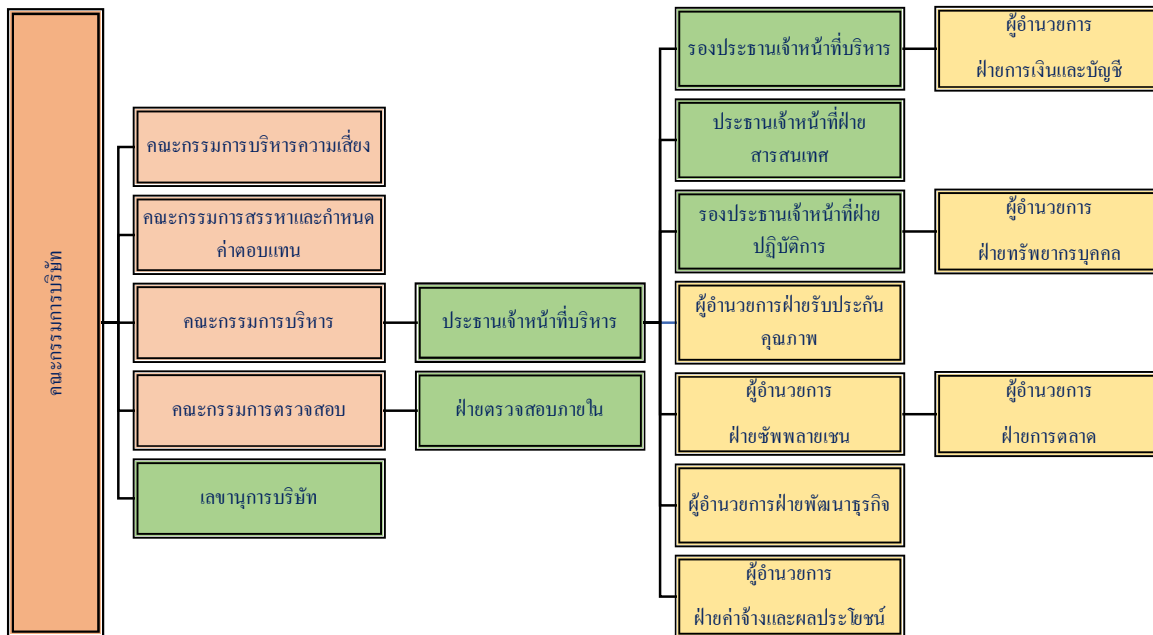 คณะกรรมการบริษัท
คณะกรรมการบริหารความเสี่ยง
คณะกรรมการสรรหาและกำหนด
ค่าตอบแทน
คณะกรรมการบริหาร
คณะกรรมการตรวจสอบ
เลขานุการบริษัท
ประธานเจ้าหน้าที่บริหาร
ฝ่ายตรวจสอบภายใน
รองประธานเจ้าหน้าที่บริหาร
ประธานเจ้าหน้าที่ฝ่าย
สารสนเทศ
รองประธานเจ้าหน้าที่ฝ่าย
ปฏิบัติการ
ผู้อำนวยการฝ่ายรับประกัน
คุณภาพ
ผู้อำนวยการ
ฝ่ายซัพพลายเชน
ผู้อำนวยการฝ่ายพัฒนาธุรกิจ
ผู้อำนวยการ
ฝ่ายค่าจ้างและผลประโยชน์
ผู้อำนวยการ
ฝ่ายการเงินและบัญชี
ผู้อำนวยการ
ฝ่ายทรัพยากรบุคคล
ผู้อำนวยการ
ฝ่ายการตลาด